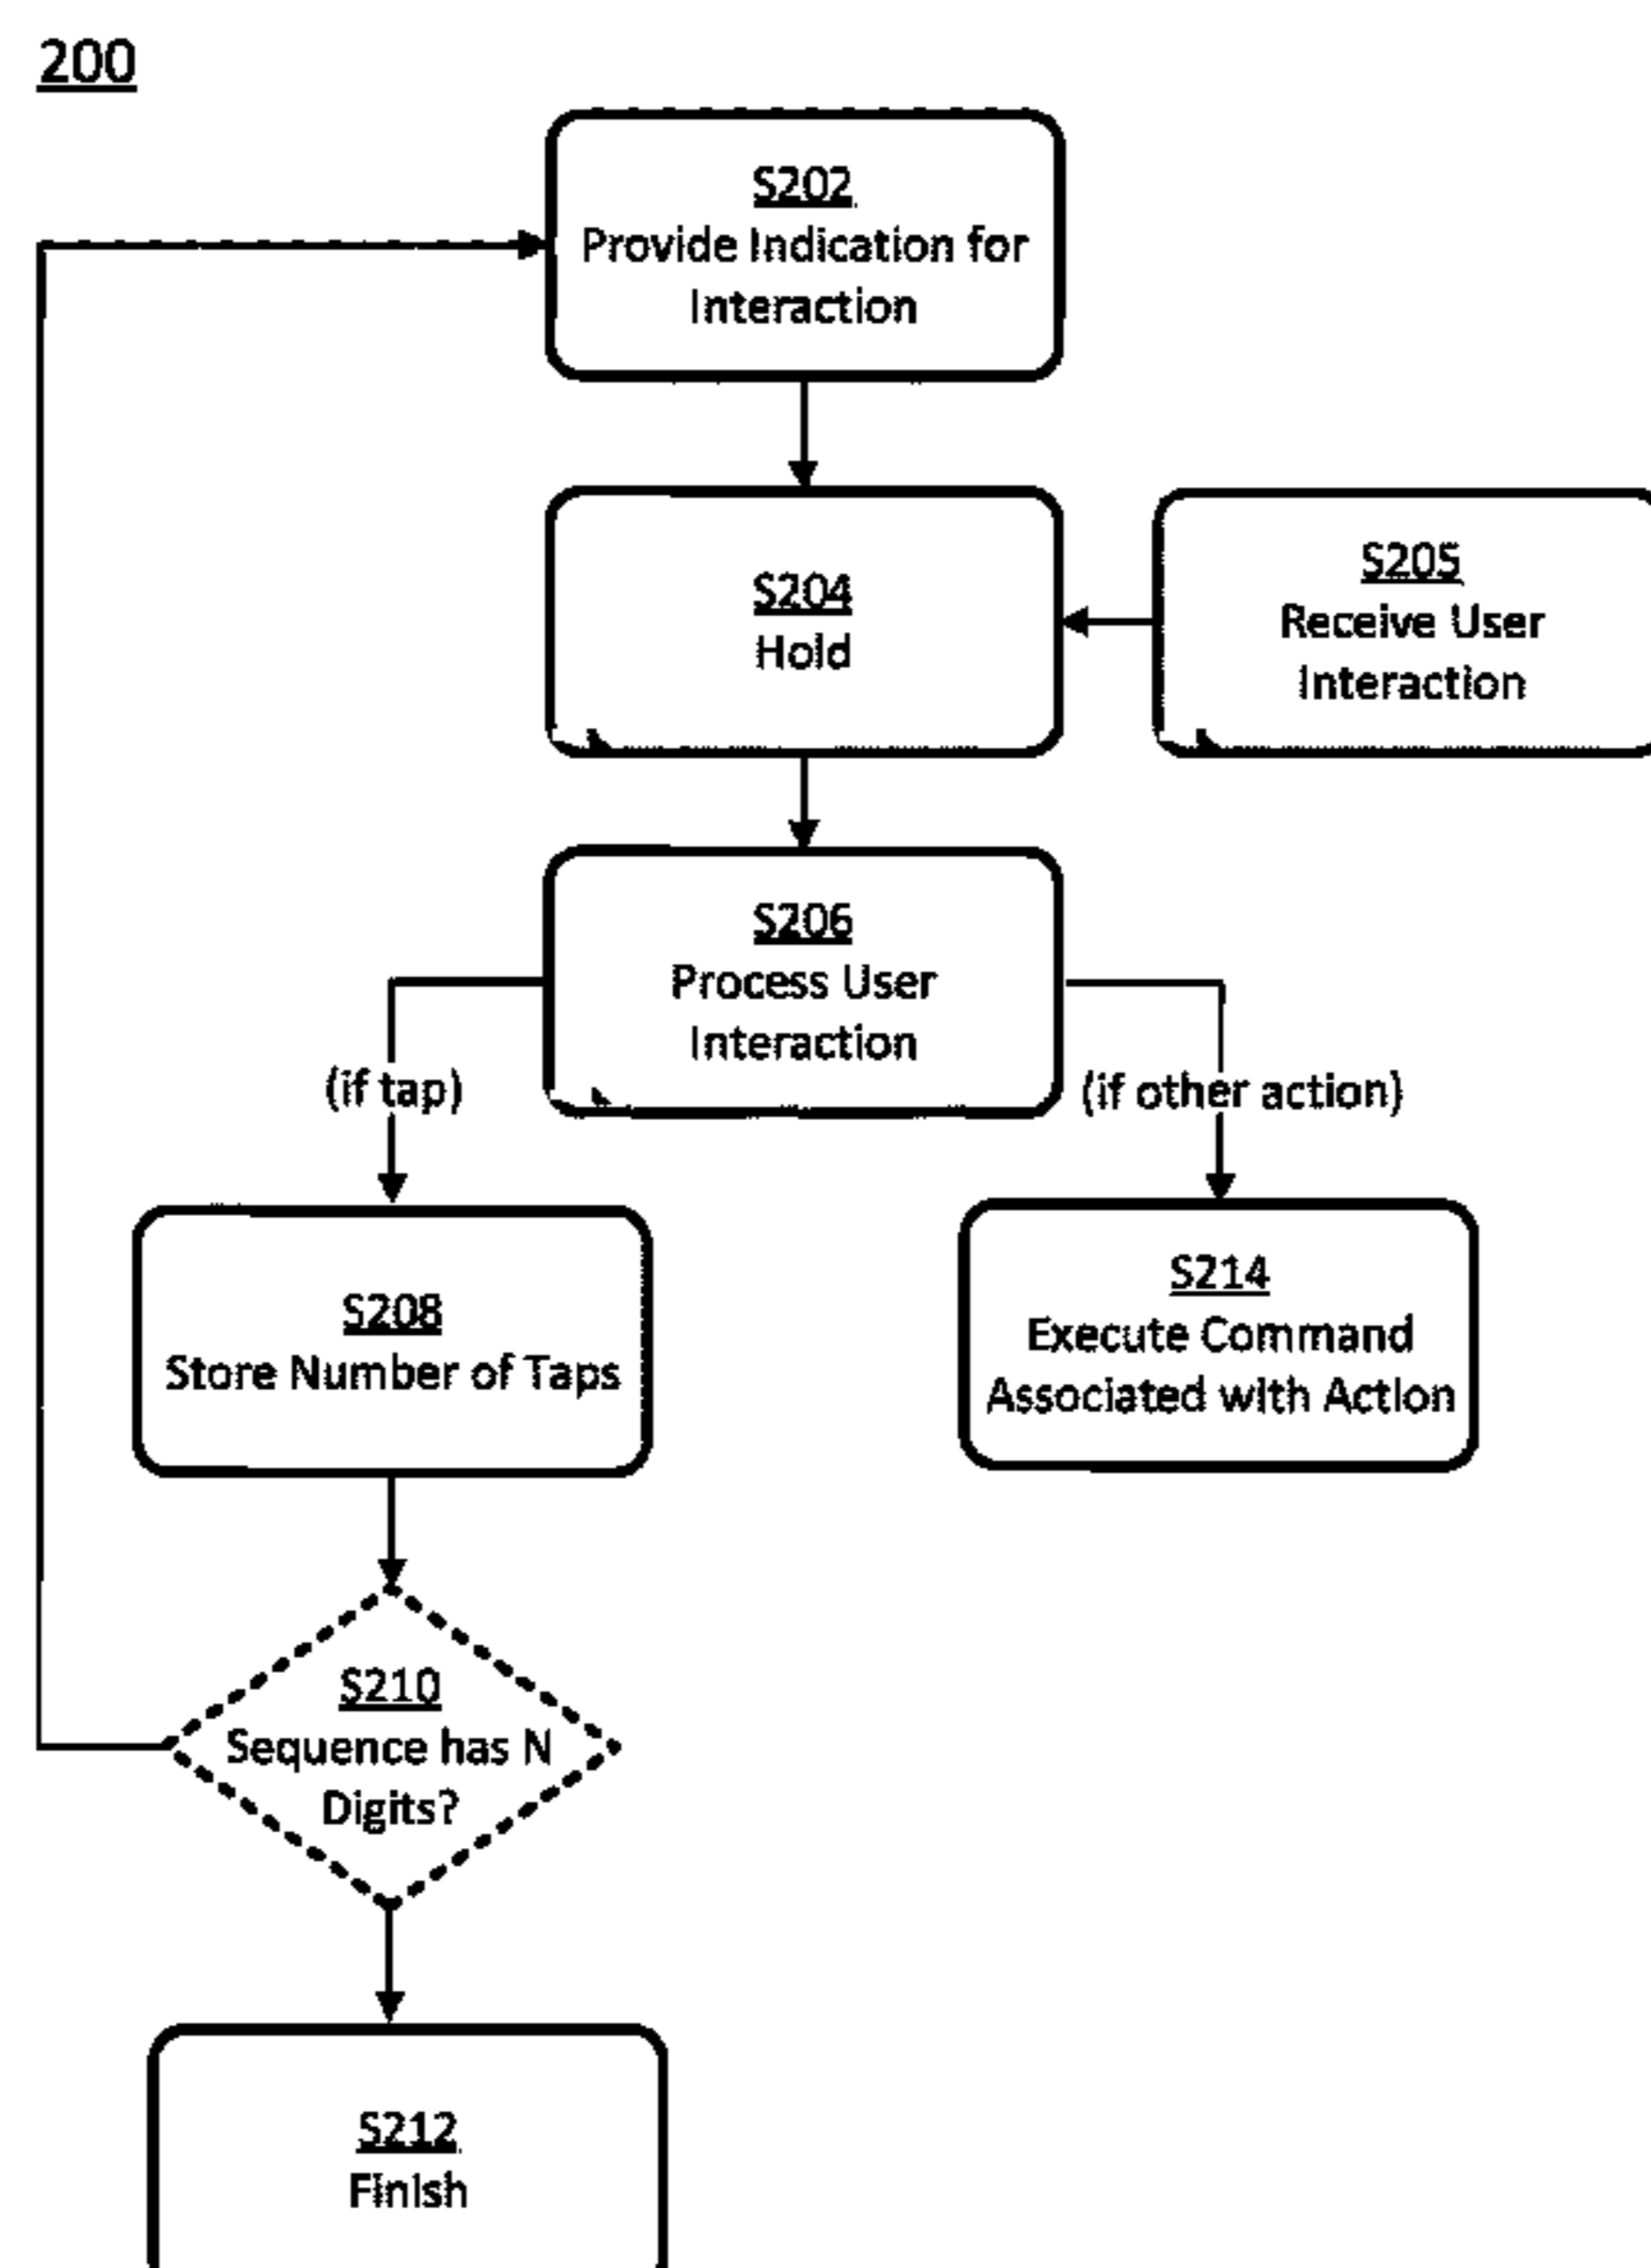 200
S202
Provide Indication for
Interaction
S204
Hold
S205
Receive User
Interaction
S206
Process User
Interaction
(if tap)
(if other action)
S208
Store Number of Taps
S214
Execute Command
Associated with Action
S210
Sequence has N
Digits?
S212
Finish